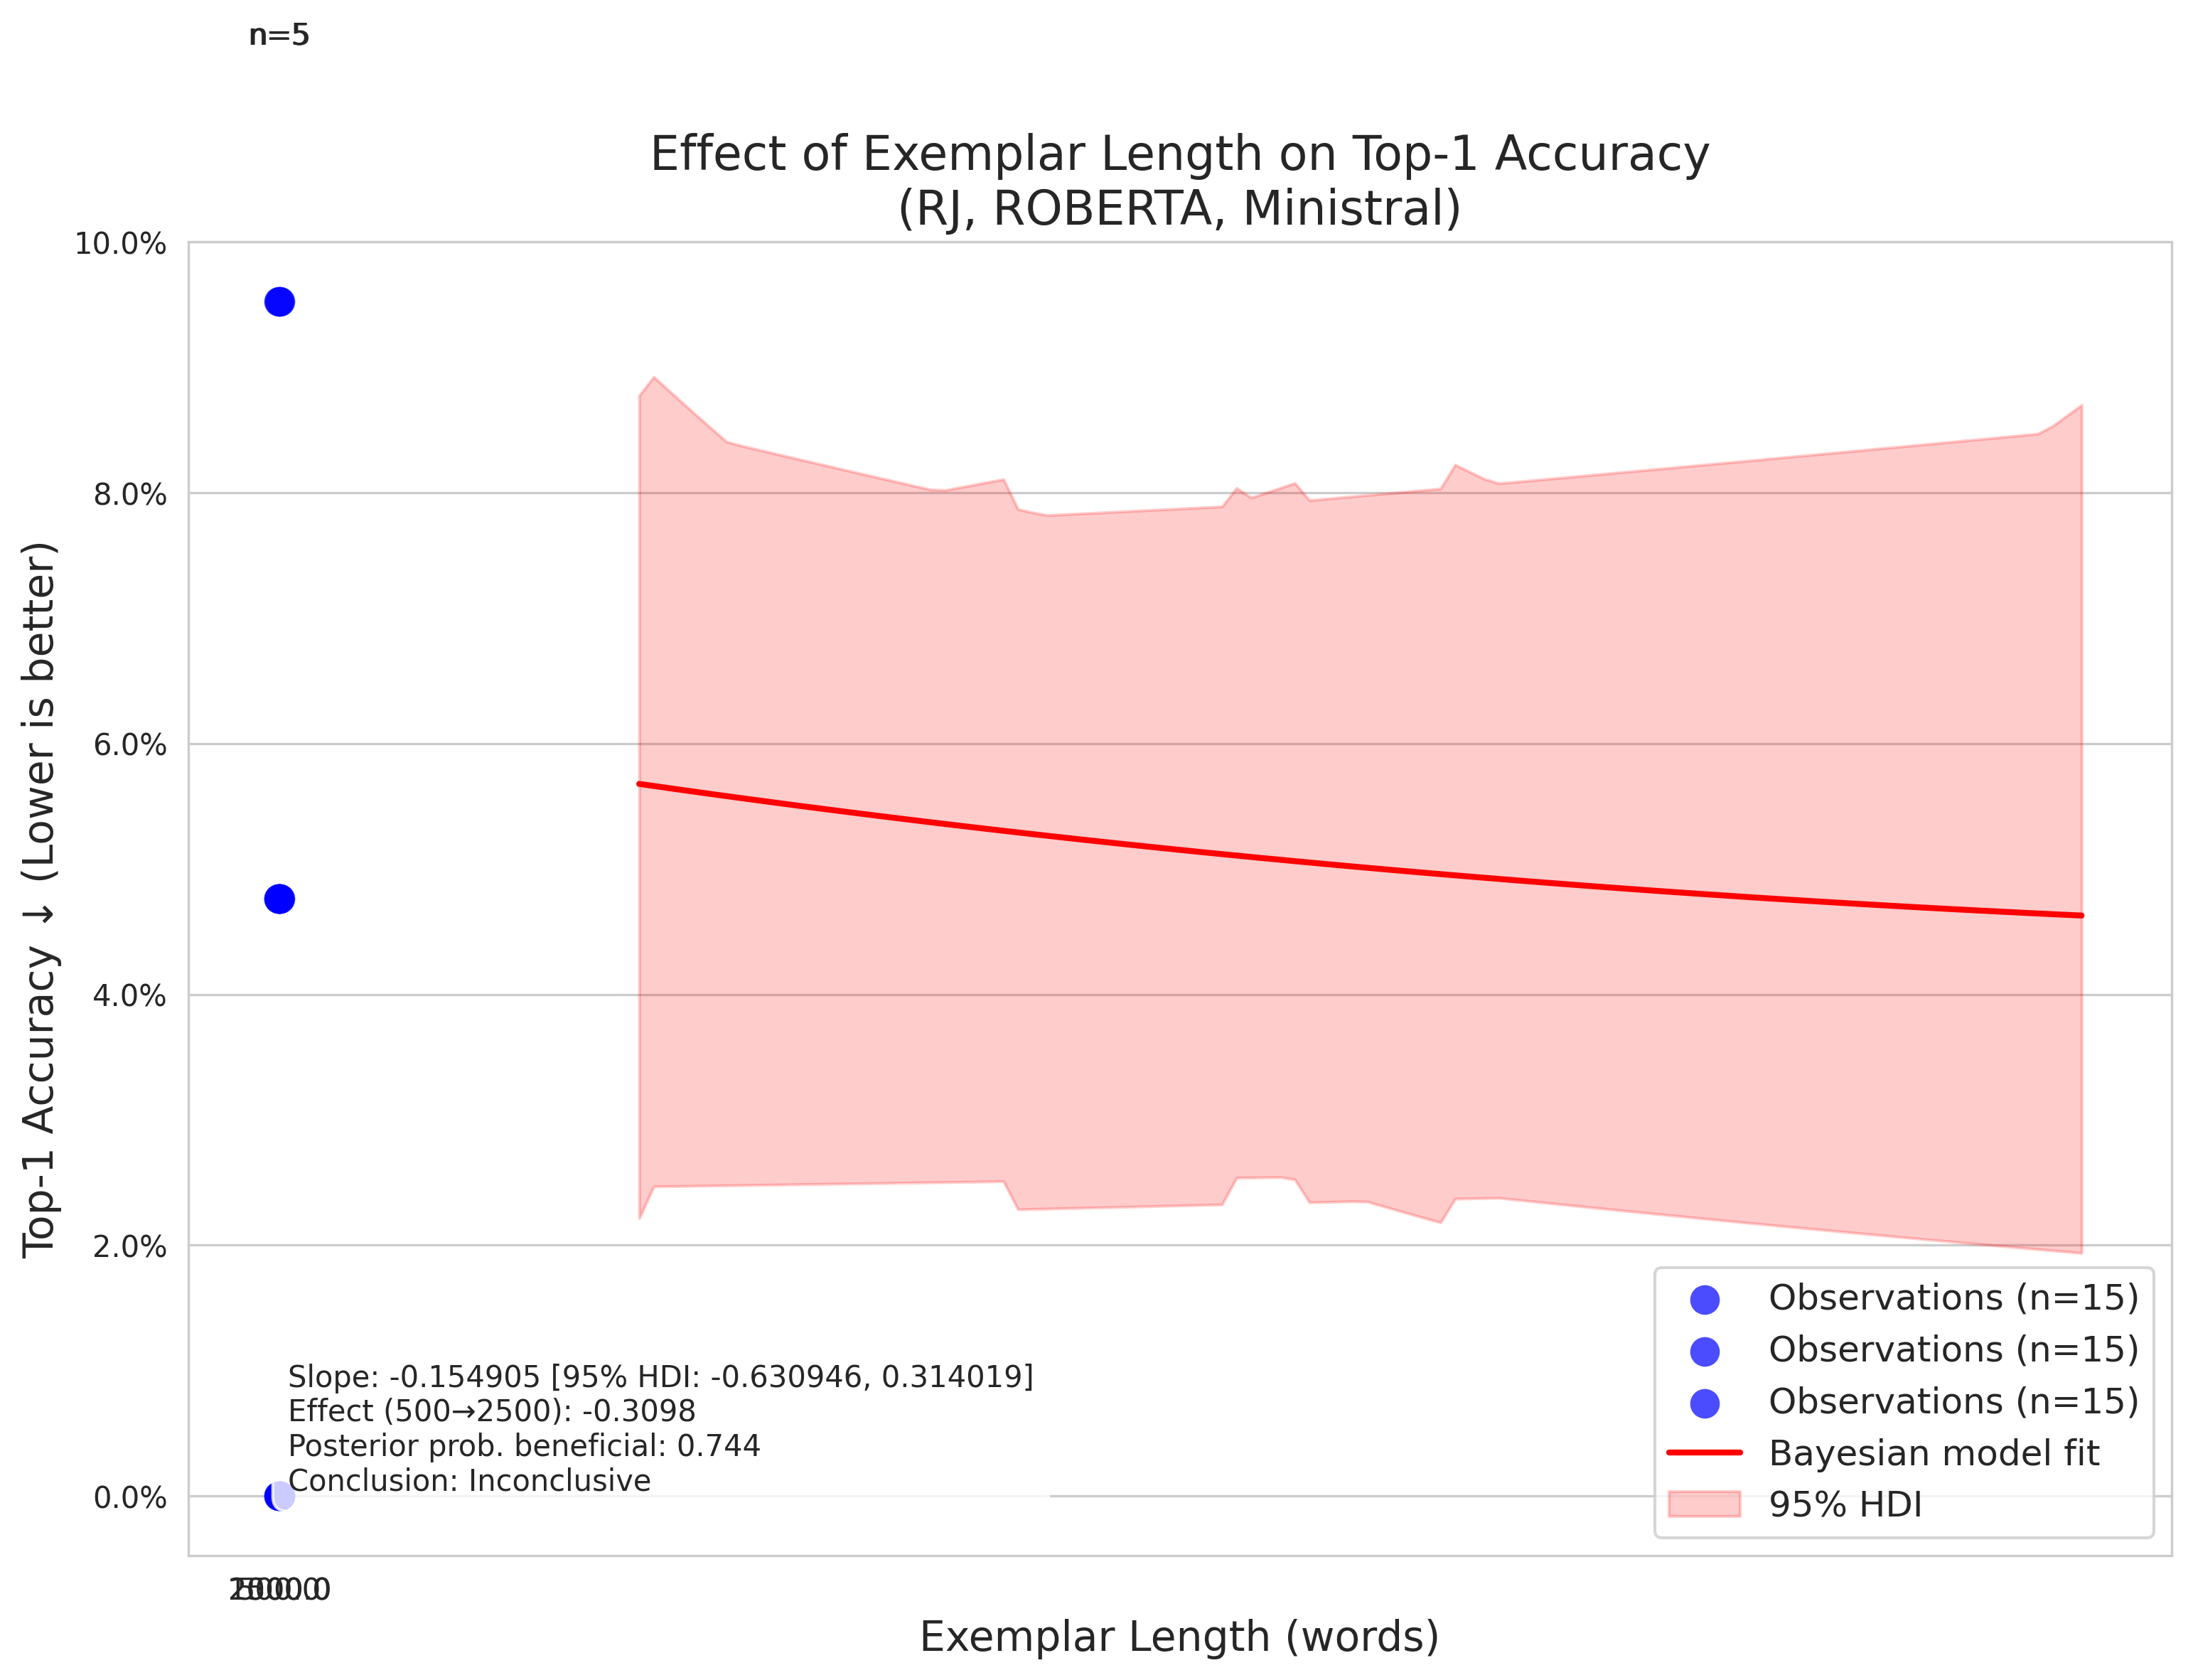 n=5
Effect of Exemplar Length on Top-1 Accuracy
(RJ, ROBERTA, Ministral)
Top-1 Accuracy ↓ (Lower is better)
10.0%
8.0%
6.0%
4.0%
2.0%
0.0%
Slope: -0.154905 [95% HDI: -0.630946, 0.314019]
Effect (500→2500): -0.3098
Posterior prob. beneficial: 0.744
Conclusion: Inconclusive
Observations (n=15)
Observations (n=15)
Observations (n=15)
Bayesian model fit
95% HDI
Exemplar Length (words)